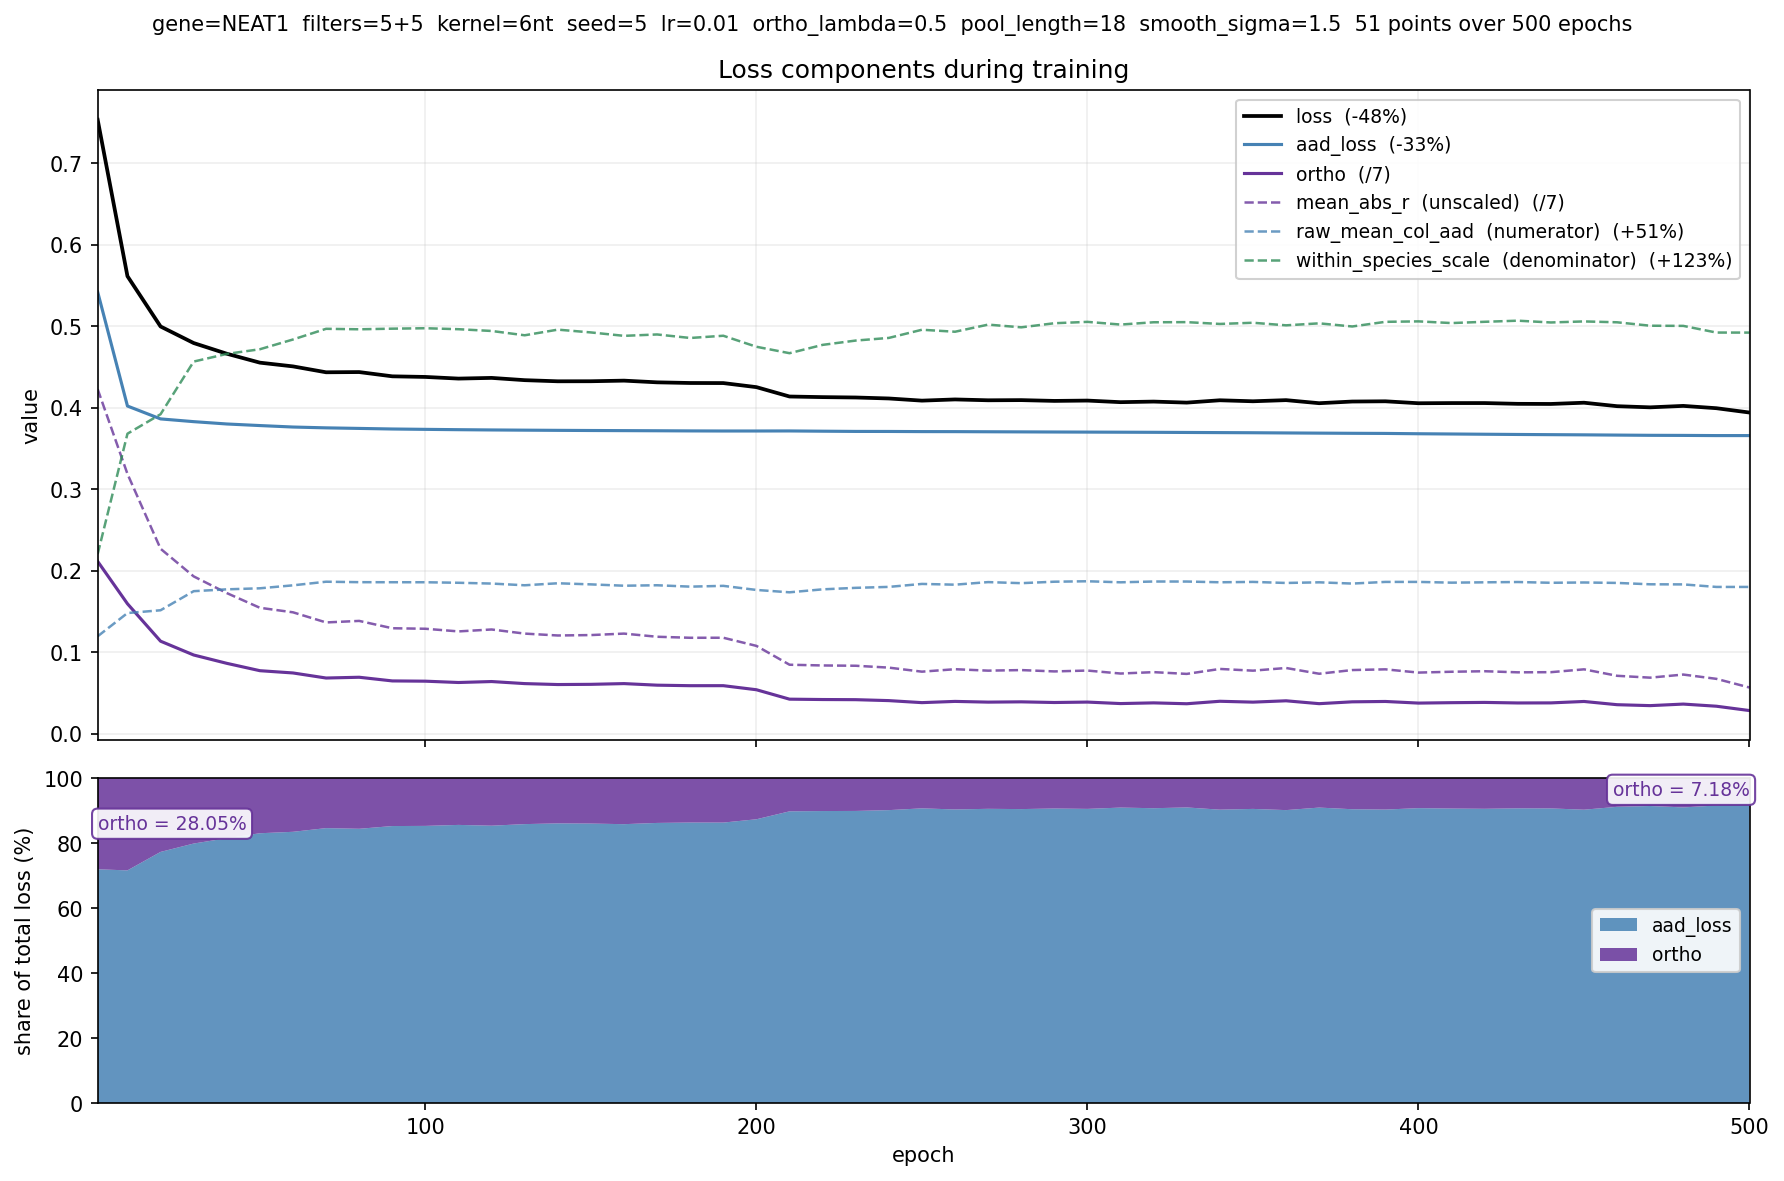 gene=NEAT1  filters=5+5  kernel=6nt  seed=5  lr=0.01  ortho_lambda=0.5  pool_length=18  smooth_sigma=1.5  51 points over 500 epochs
Loss components during training
loss  (-48%)
aad_loss  (-33%)
ortho  (/7)
mean_abs_r  (unscaled)  (/7)
raw_mean_col_aad  (numerator)  (+51%)
within_species_scale  (denominator)  (+123%)
value
0.7
0.6
0.5
0.4
0.3
0.2
0.1
0.0
share of total loss (%)
100
80
60
40
20
0
ortho = 28.05%
ortho = 7.18%
aad_loss
ortho
100
200
300
400
500
epoch